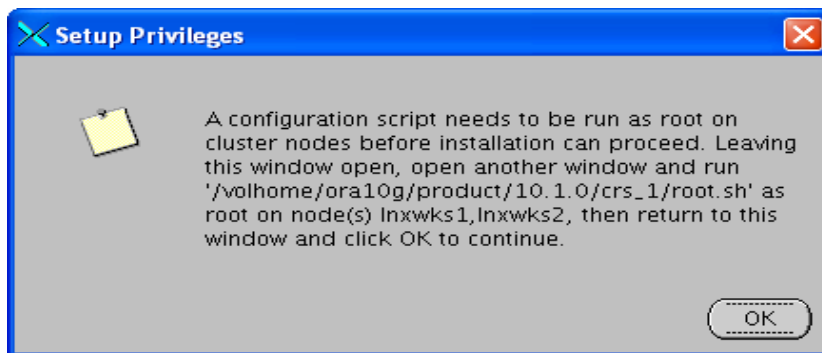 Setup Privileges
A configuration script needs to be run as root on
cluster nodes before installation can proceed. Leaving
this window open, open another window and run
'/volhome/ora10g/product/10.1.0/crs_1/root.sh' as
root on node(s) lnxwks1,lnxwks2, then return to this
window and click OK to continue.
OK